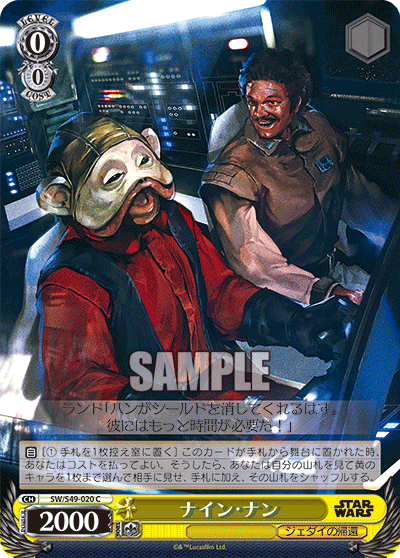 LEVEL
0
0
COST
SAMPLE
ランド「ハンがシールドを消してくれるはず。
彼にはもっと時間が必要だ!」
自 [① 手札を1枚控え室に置く] このカードが手札から舞台に置かれた時、
あなたはコストを払ってよい。そうしたら、あなたは自分の山札を見て黄の
キャラを1枚まで選んで相手に見せ、手札に加え、その山札をシャッフルする。
CH SW/S49-020 C
2000
ナイン・ナン
STAR WARS
ジェダイの帰還
©&™Lucasfilm Ltd.